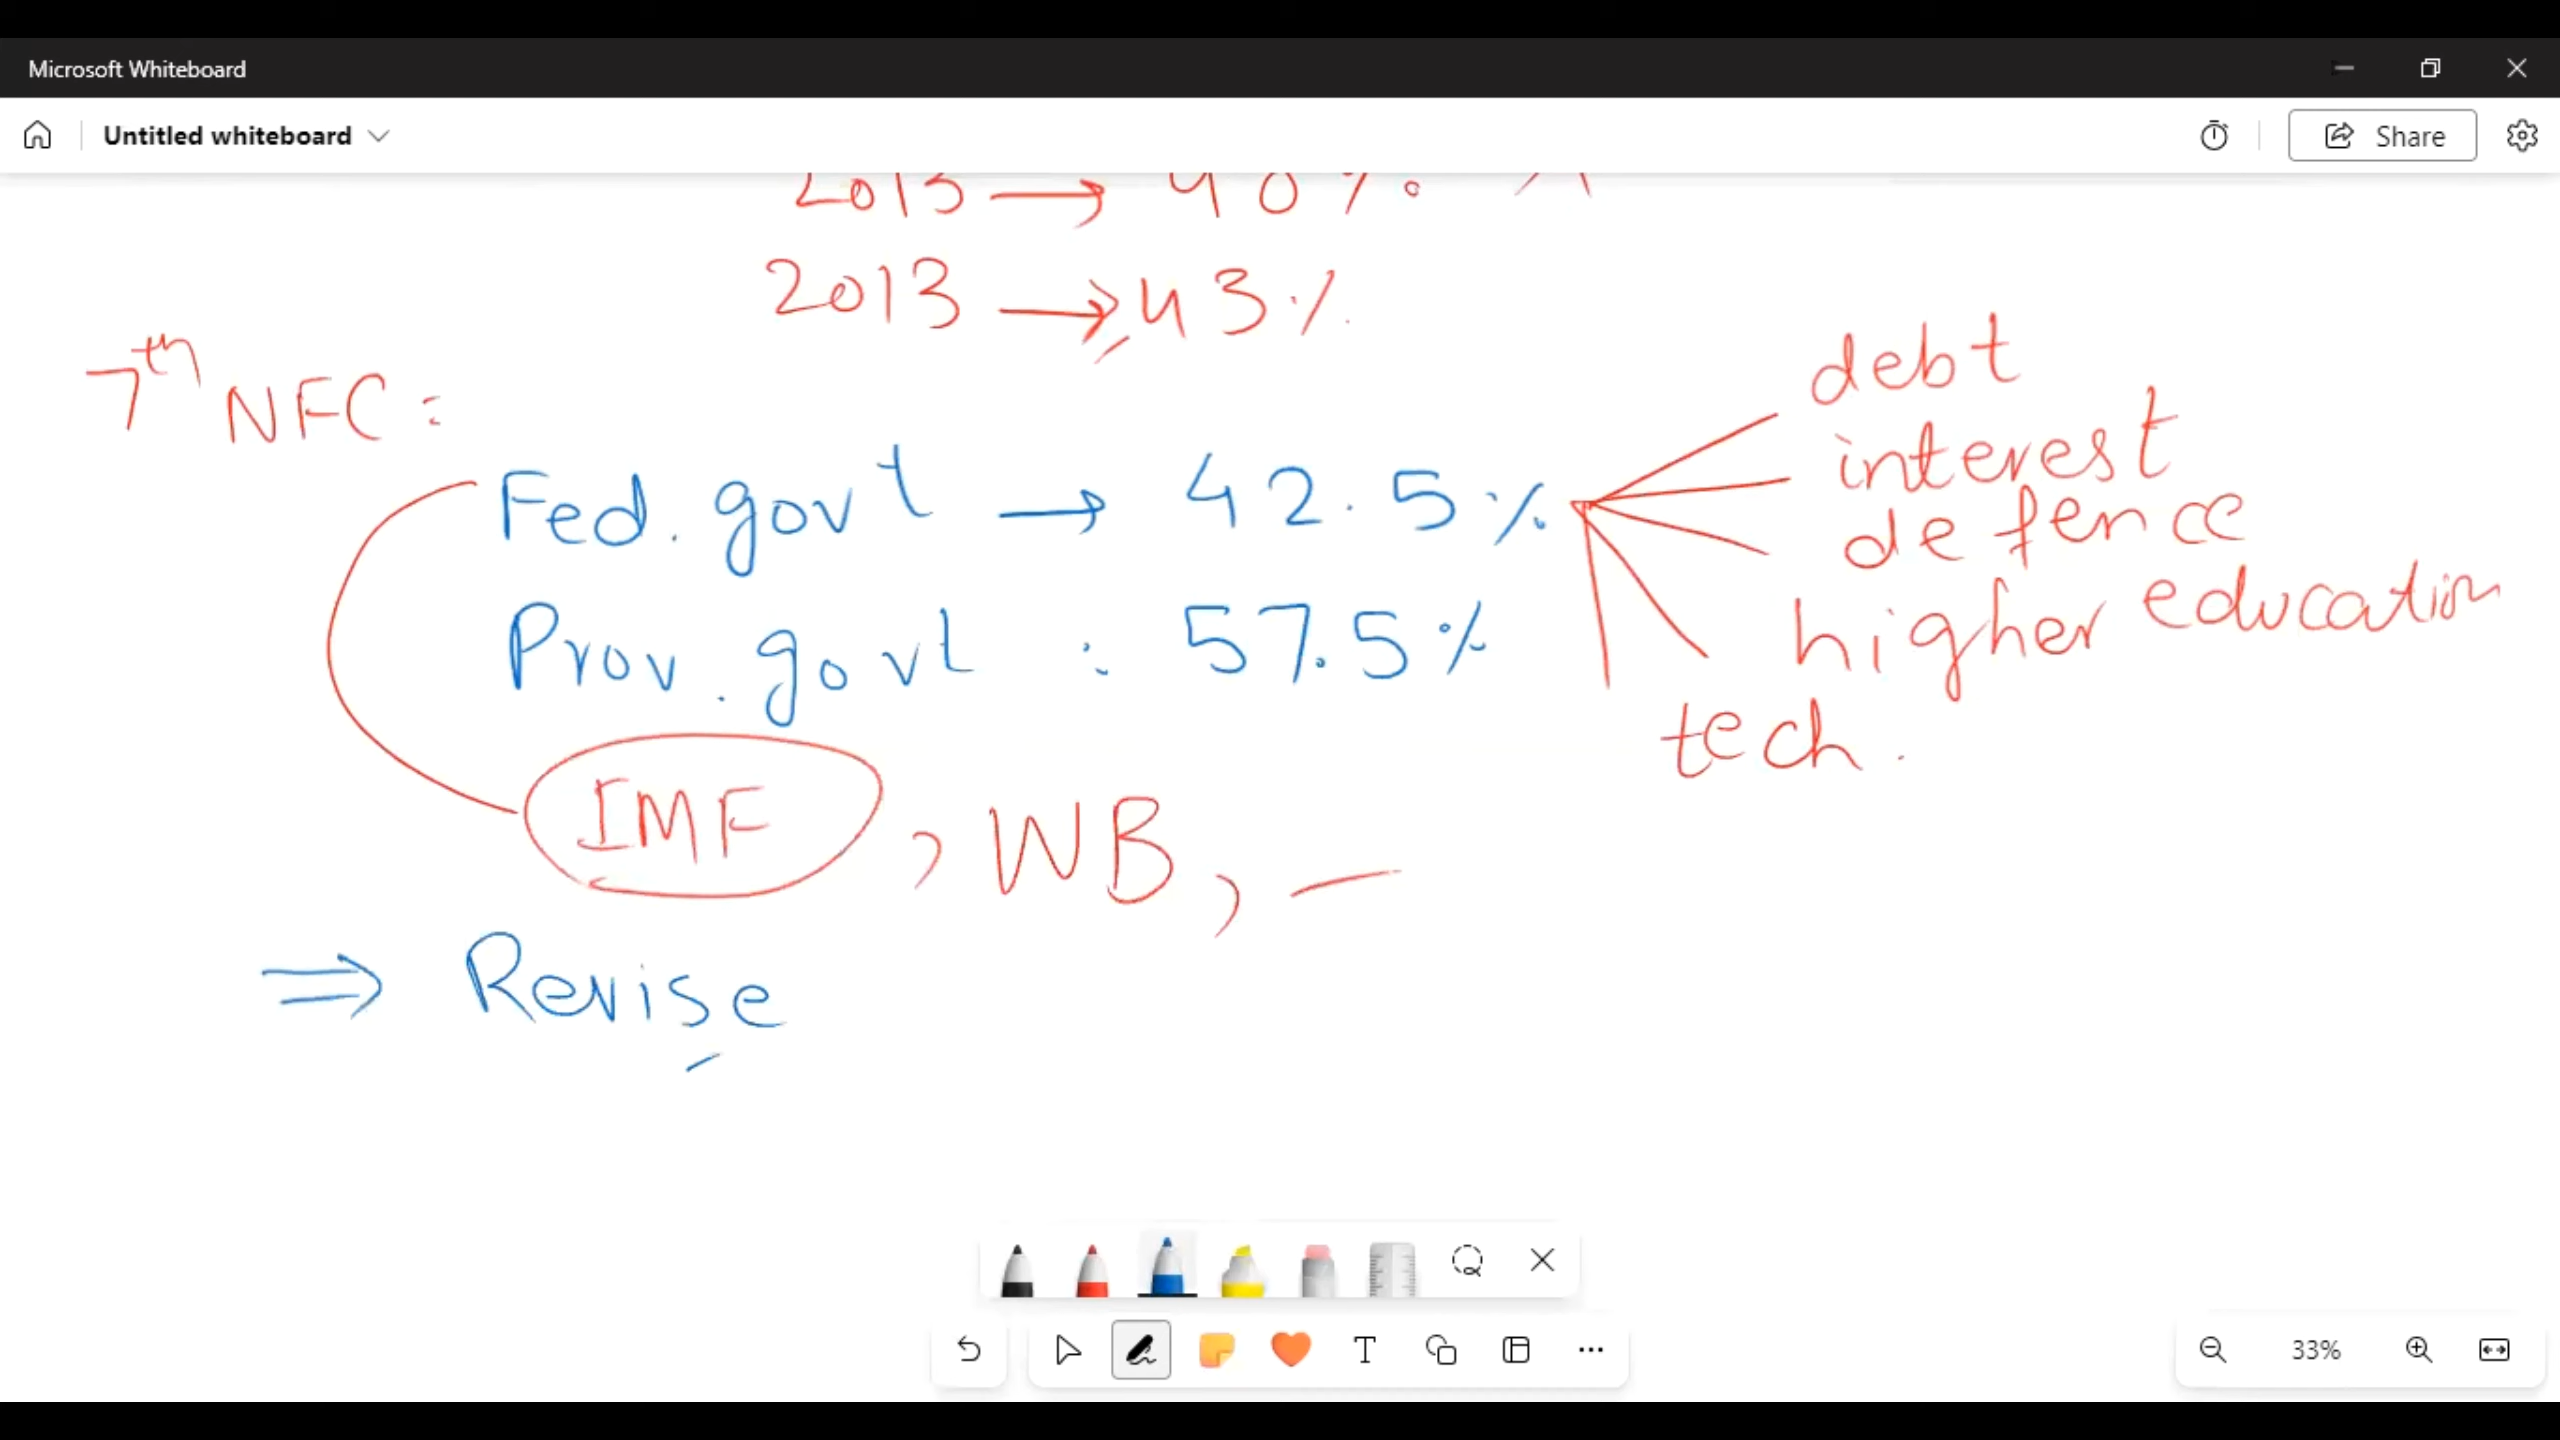 Microsoft Whiteboard
Untitled whiteboard
Share
2013 → 43%
7th NFC:
Fed. govt → 42.5%
debt
interest
defence
higher education
tech.
Prov. govt : 57.5%
IMF, WB, —
⇒ Revise
T
33%